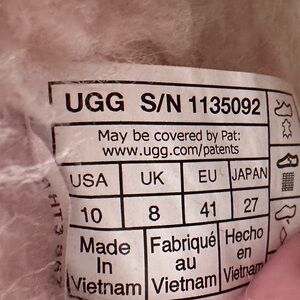 UGG S/N 1135092
May be covered by Pat:
www.ugg.com/patents
USA UK EU JAPAN
10 8 41 27
Made Fabriqué Hecho
In au en
Vietnam Vietnam Vietnam